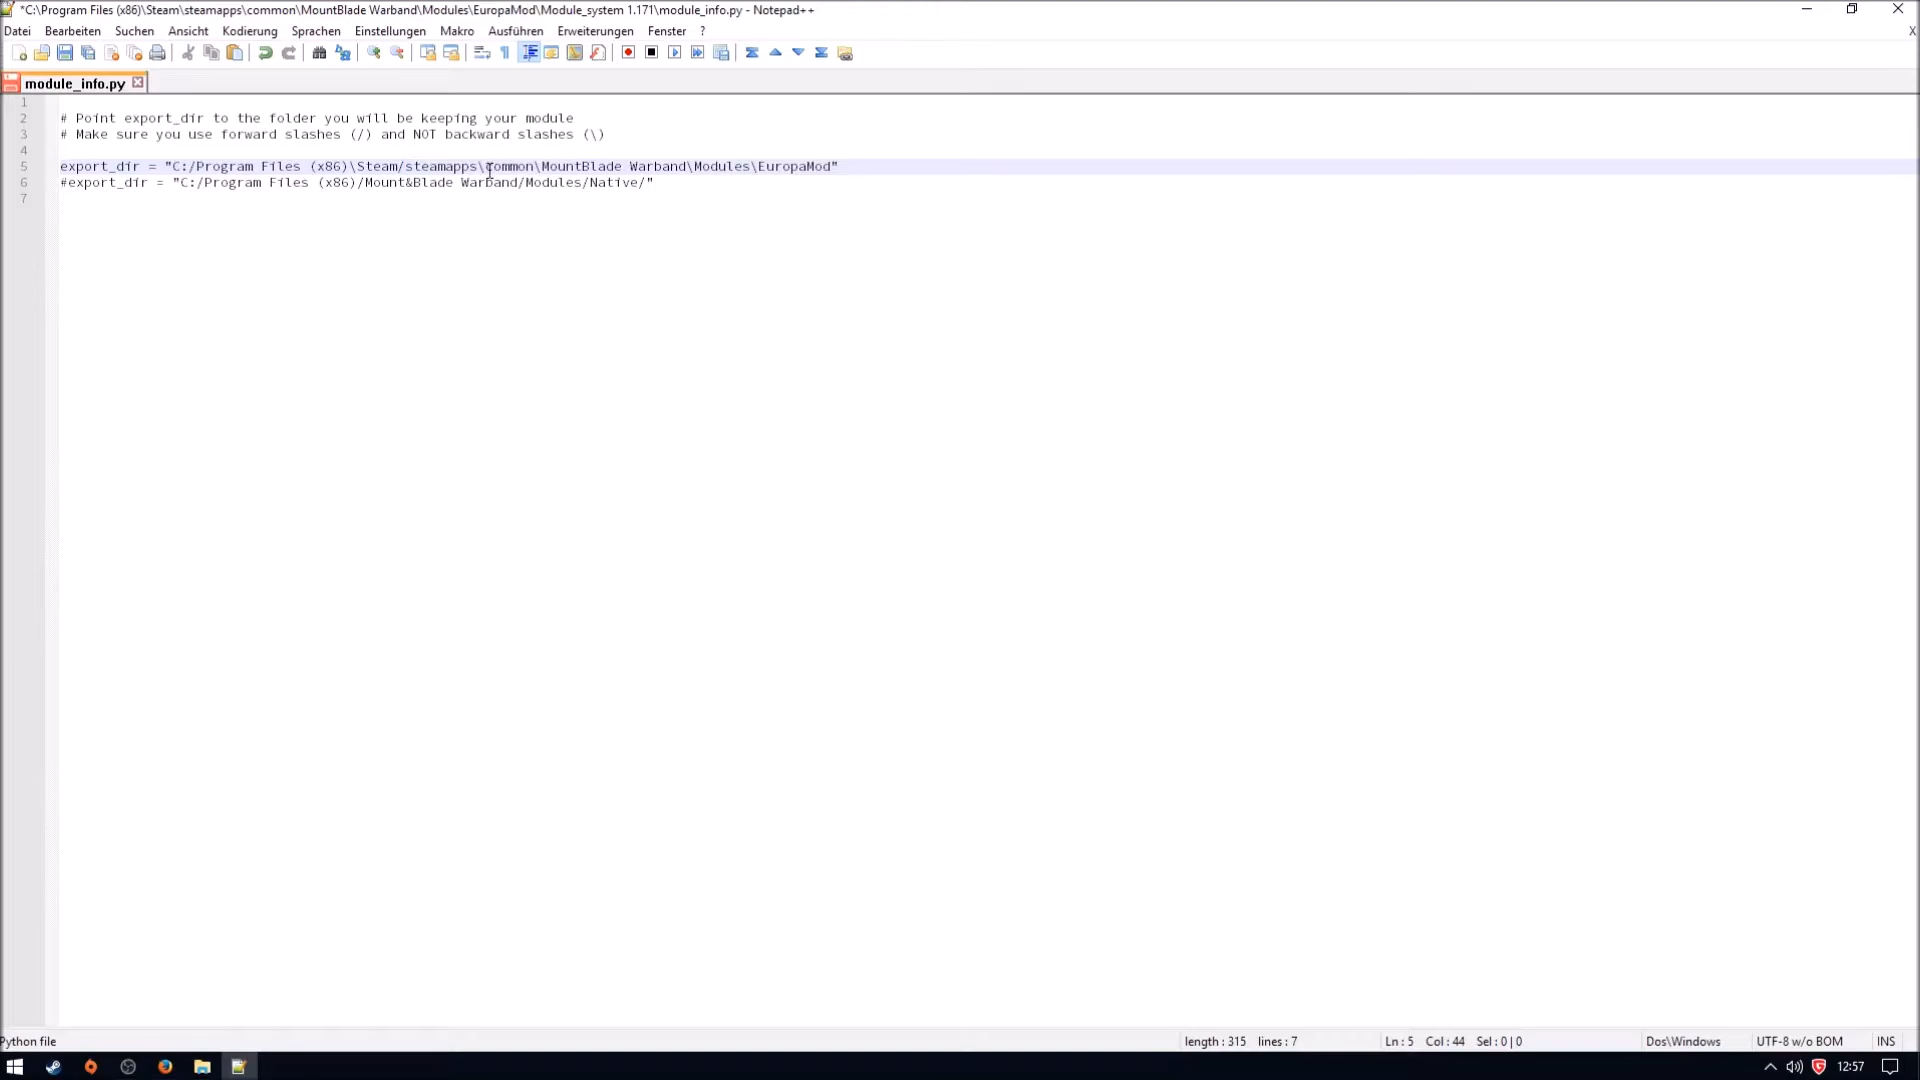 *C:\Program Files (x86)\Steam\steamapps\common\MountBlade Warband\Modules\EuropaMod\Module_system 1.171\module_info.py - Notepad++
Datei Bearbeiten Suchen Ansicht Kodierung Sprachen Einstellungen Makro Ausführen Erweiterungen Fenster ? X
module_info.py
1
2 # Point export_dir to the folder you will be keeping your module
3 # Make sure you use forward slashes (/) and NOT backward slashes (\)
4
5 export_dir = "C:/Program Files (x86)\Steam/steamapps\common\MountBlade Warband\Modules\EuropaMod"
6 #export_dir = "C:/Program Files (x86)/Mount&Blade Warband/Modules/Native/"
7
Python file length : 315 lines : 7 Ln : 5 Col : 44 Sel : 0 | 0 Dos\Windows UTF-8 w/o BOM INS
12:57